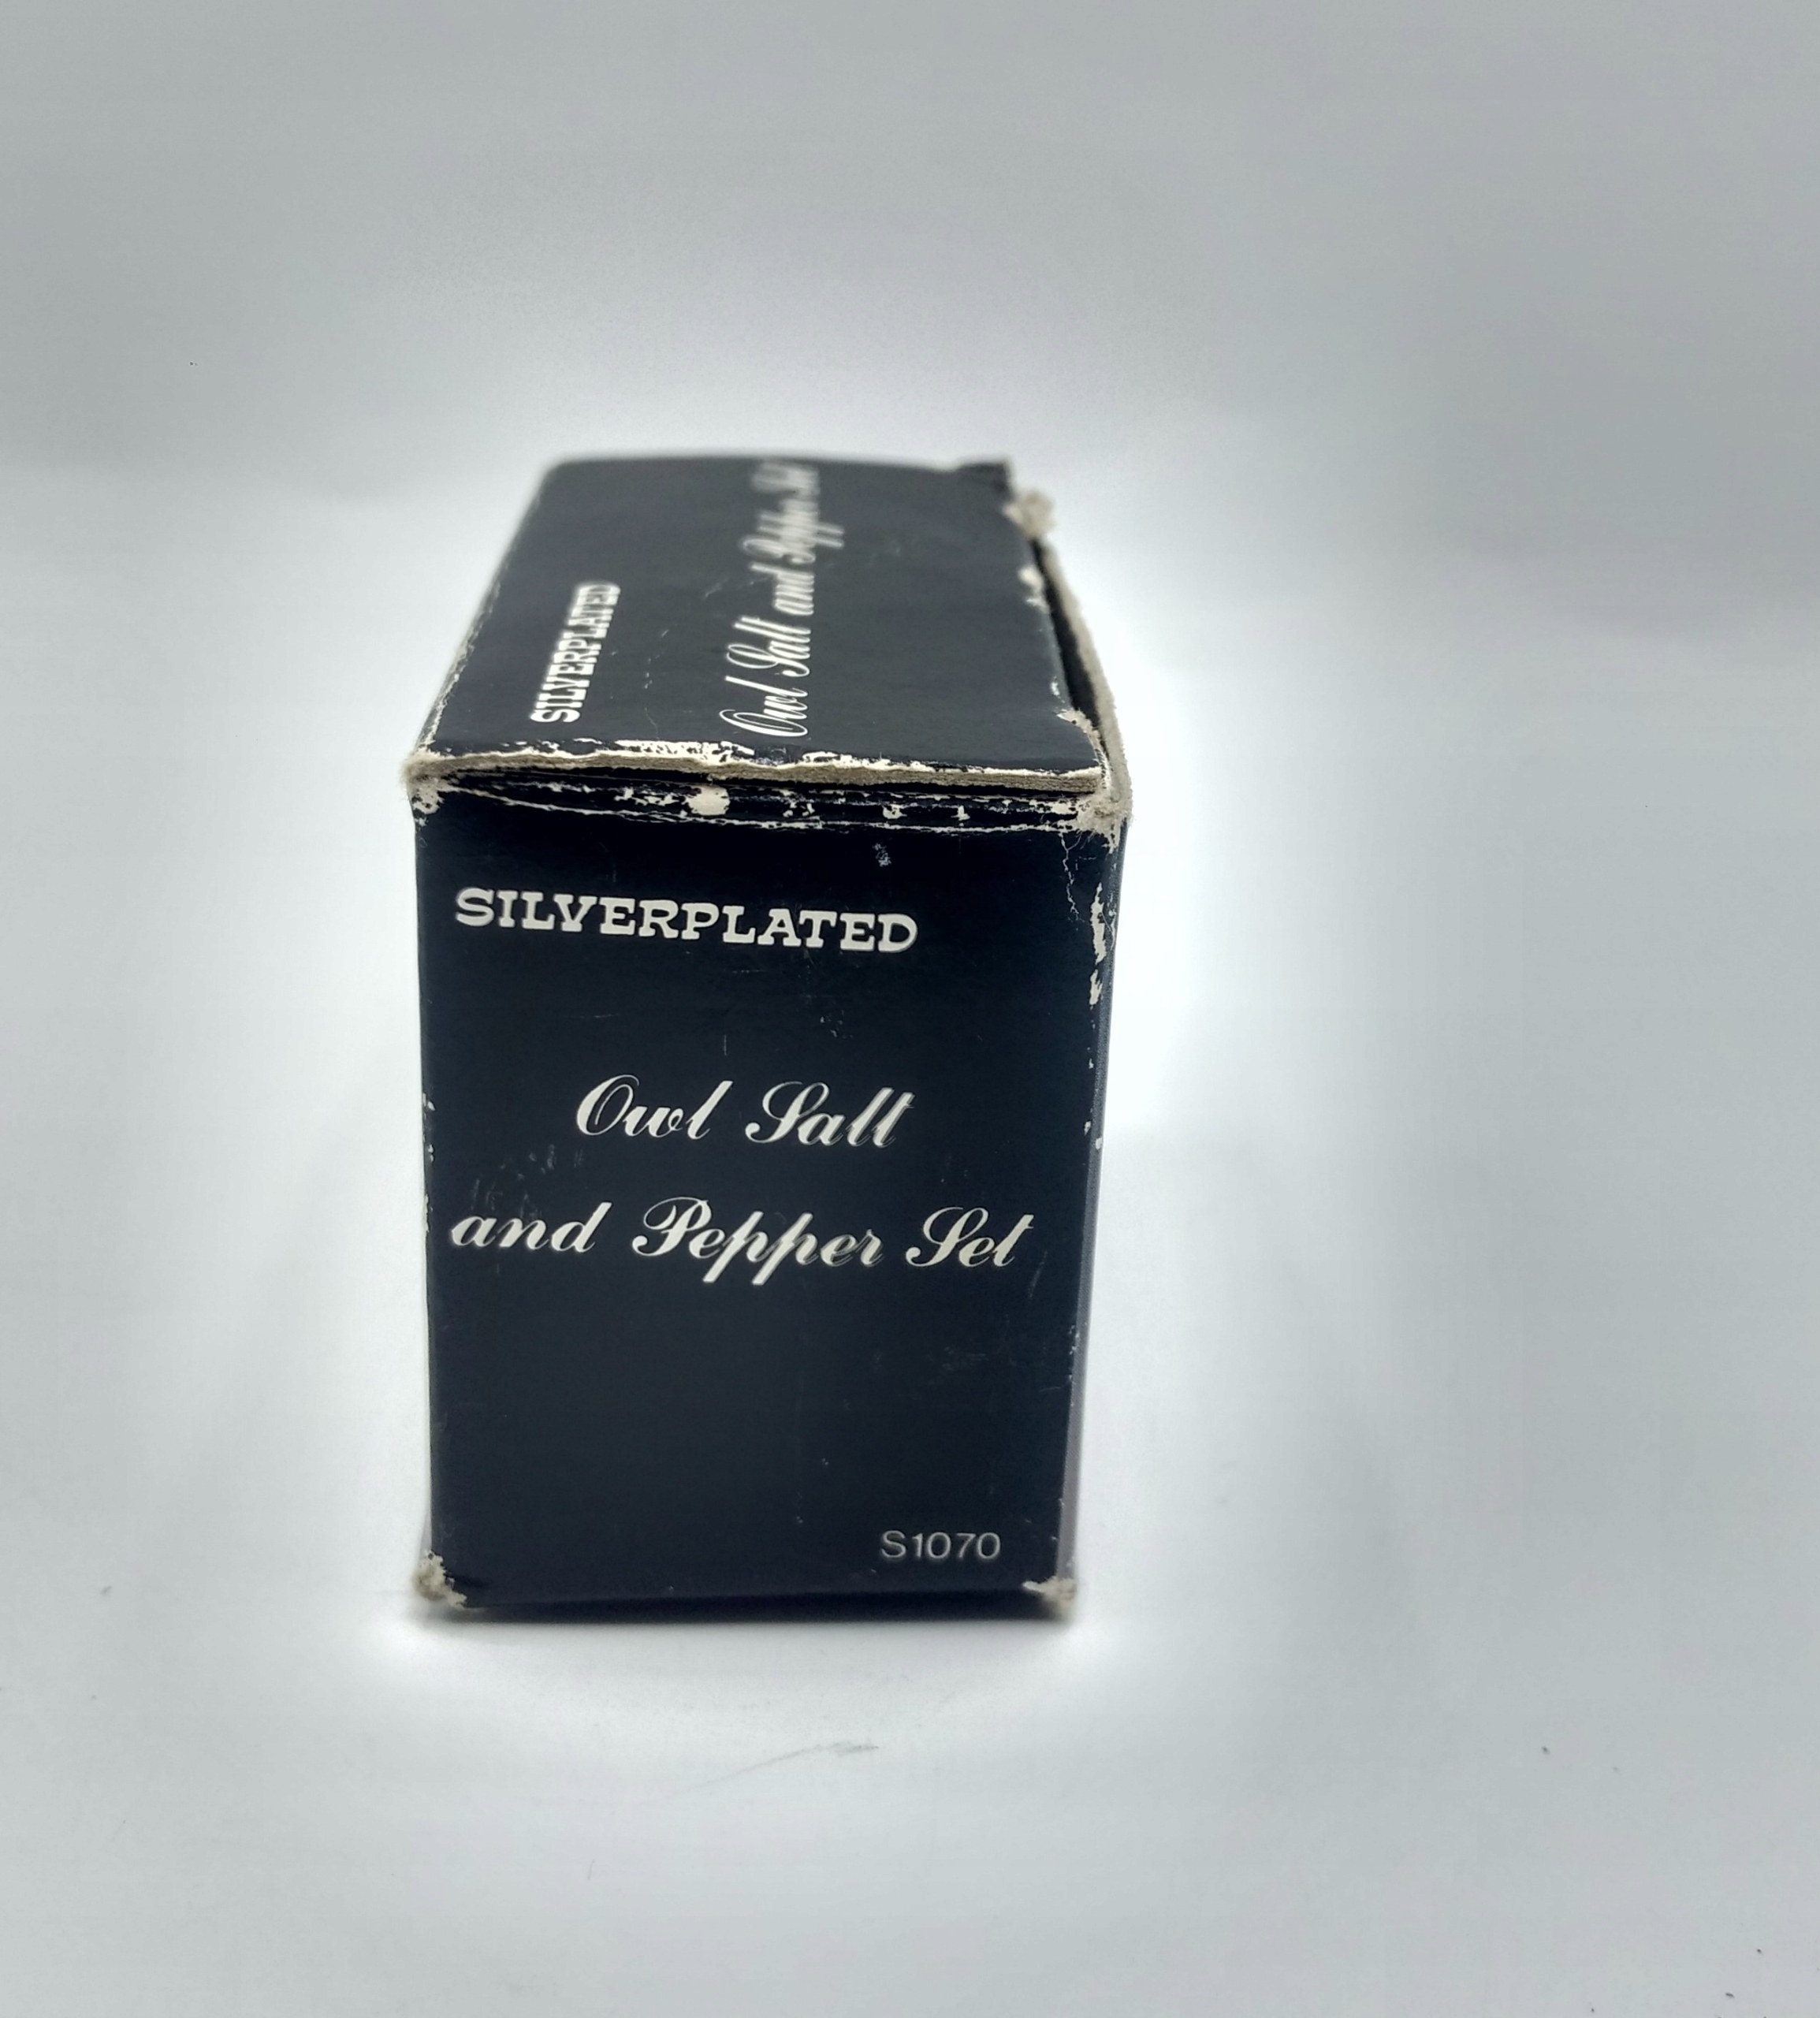 SILVERPLATED
Owl Salt and Pepper Set
SILVERPLATED
Owl Salt
and Pepper Set
S1070